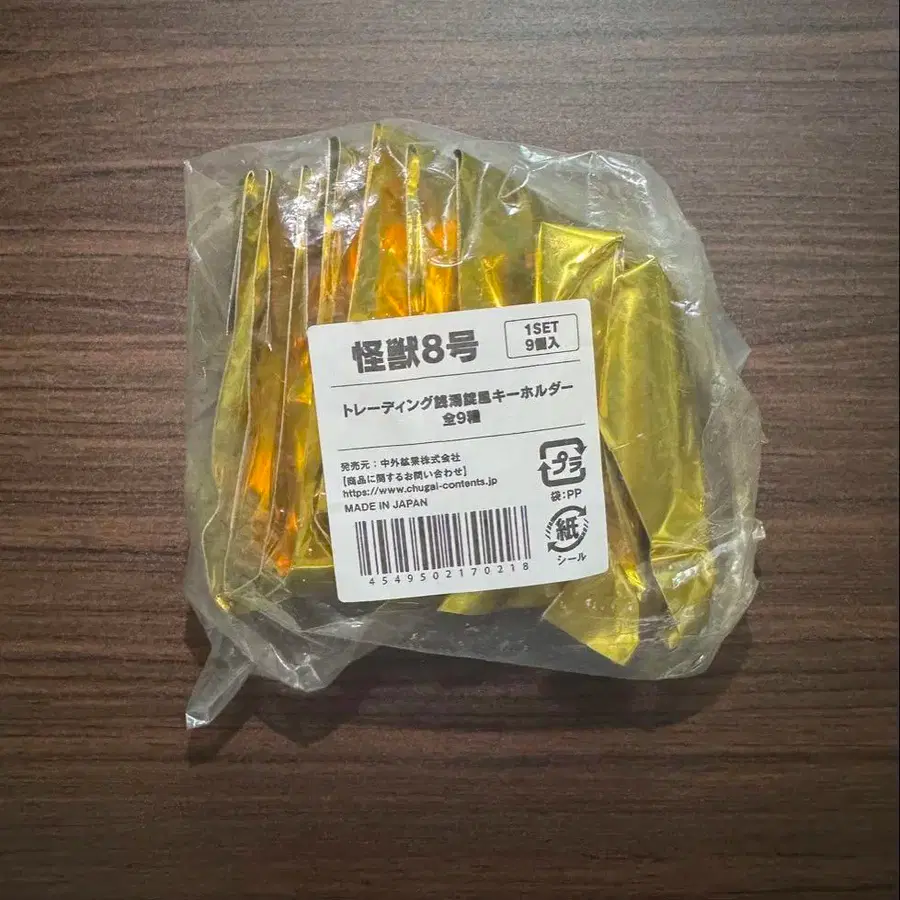 怪獣8号
1SET
9個入
トレーディング銭湯錠風キーホルダー
全9種
発売元：中外鉱業株式会社
【商品に関するお問い合わせ】
https://www.chugai-contents.jp
MADE IN JAPAN
プラ
袋:PP
紙
シール
4549502170218